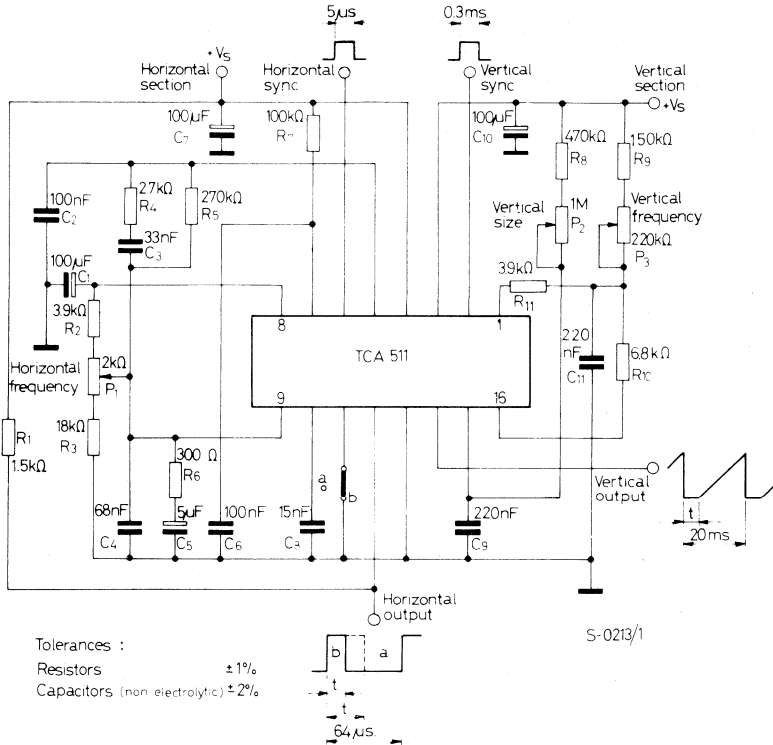 5µs
0.3ms
+Vs
Horizontal section
Horizontal sync
Vertical sync
Vertical section
+Vs
100µF
C7
100kΩ
R7
100µF
C10
470kΩ
R8
150kΩ
R9
100nF
C2
27kΩ
R4
270kΩ
R5
33nF
C3
Vertical size
1M
P2
Vertical frequency
220kΩ
P3
100µF
C1
3.9kΩ
R2
3.9kΩ
R11
8
1
TCA 511
9
16
220 nF
C11
6.8kΩ
R10
Horizontal frequency
2kΩ
P1
R1
1.5kΩ
18kΩ
R3
300 Ω
R6
a
b
Vertical output
t
20ms
68nF
C4
5µF
C5
100nF
C6
15nF
C8
220nF
C9
Horizontal output
S-0213/1
b
a
t
t
64µs.
Tolerances :
Resistors ±1%
Capacitors (non electrolytic) ±2%